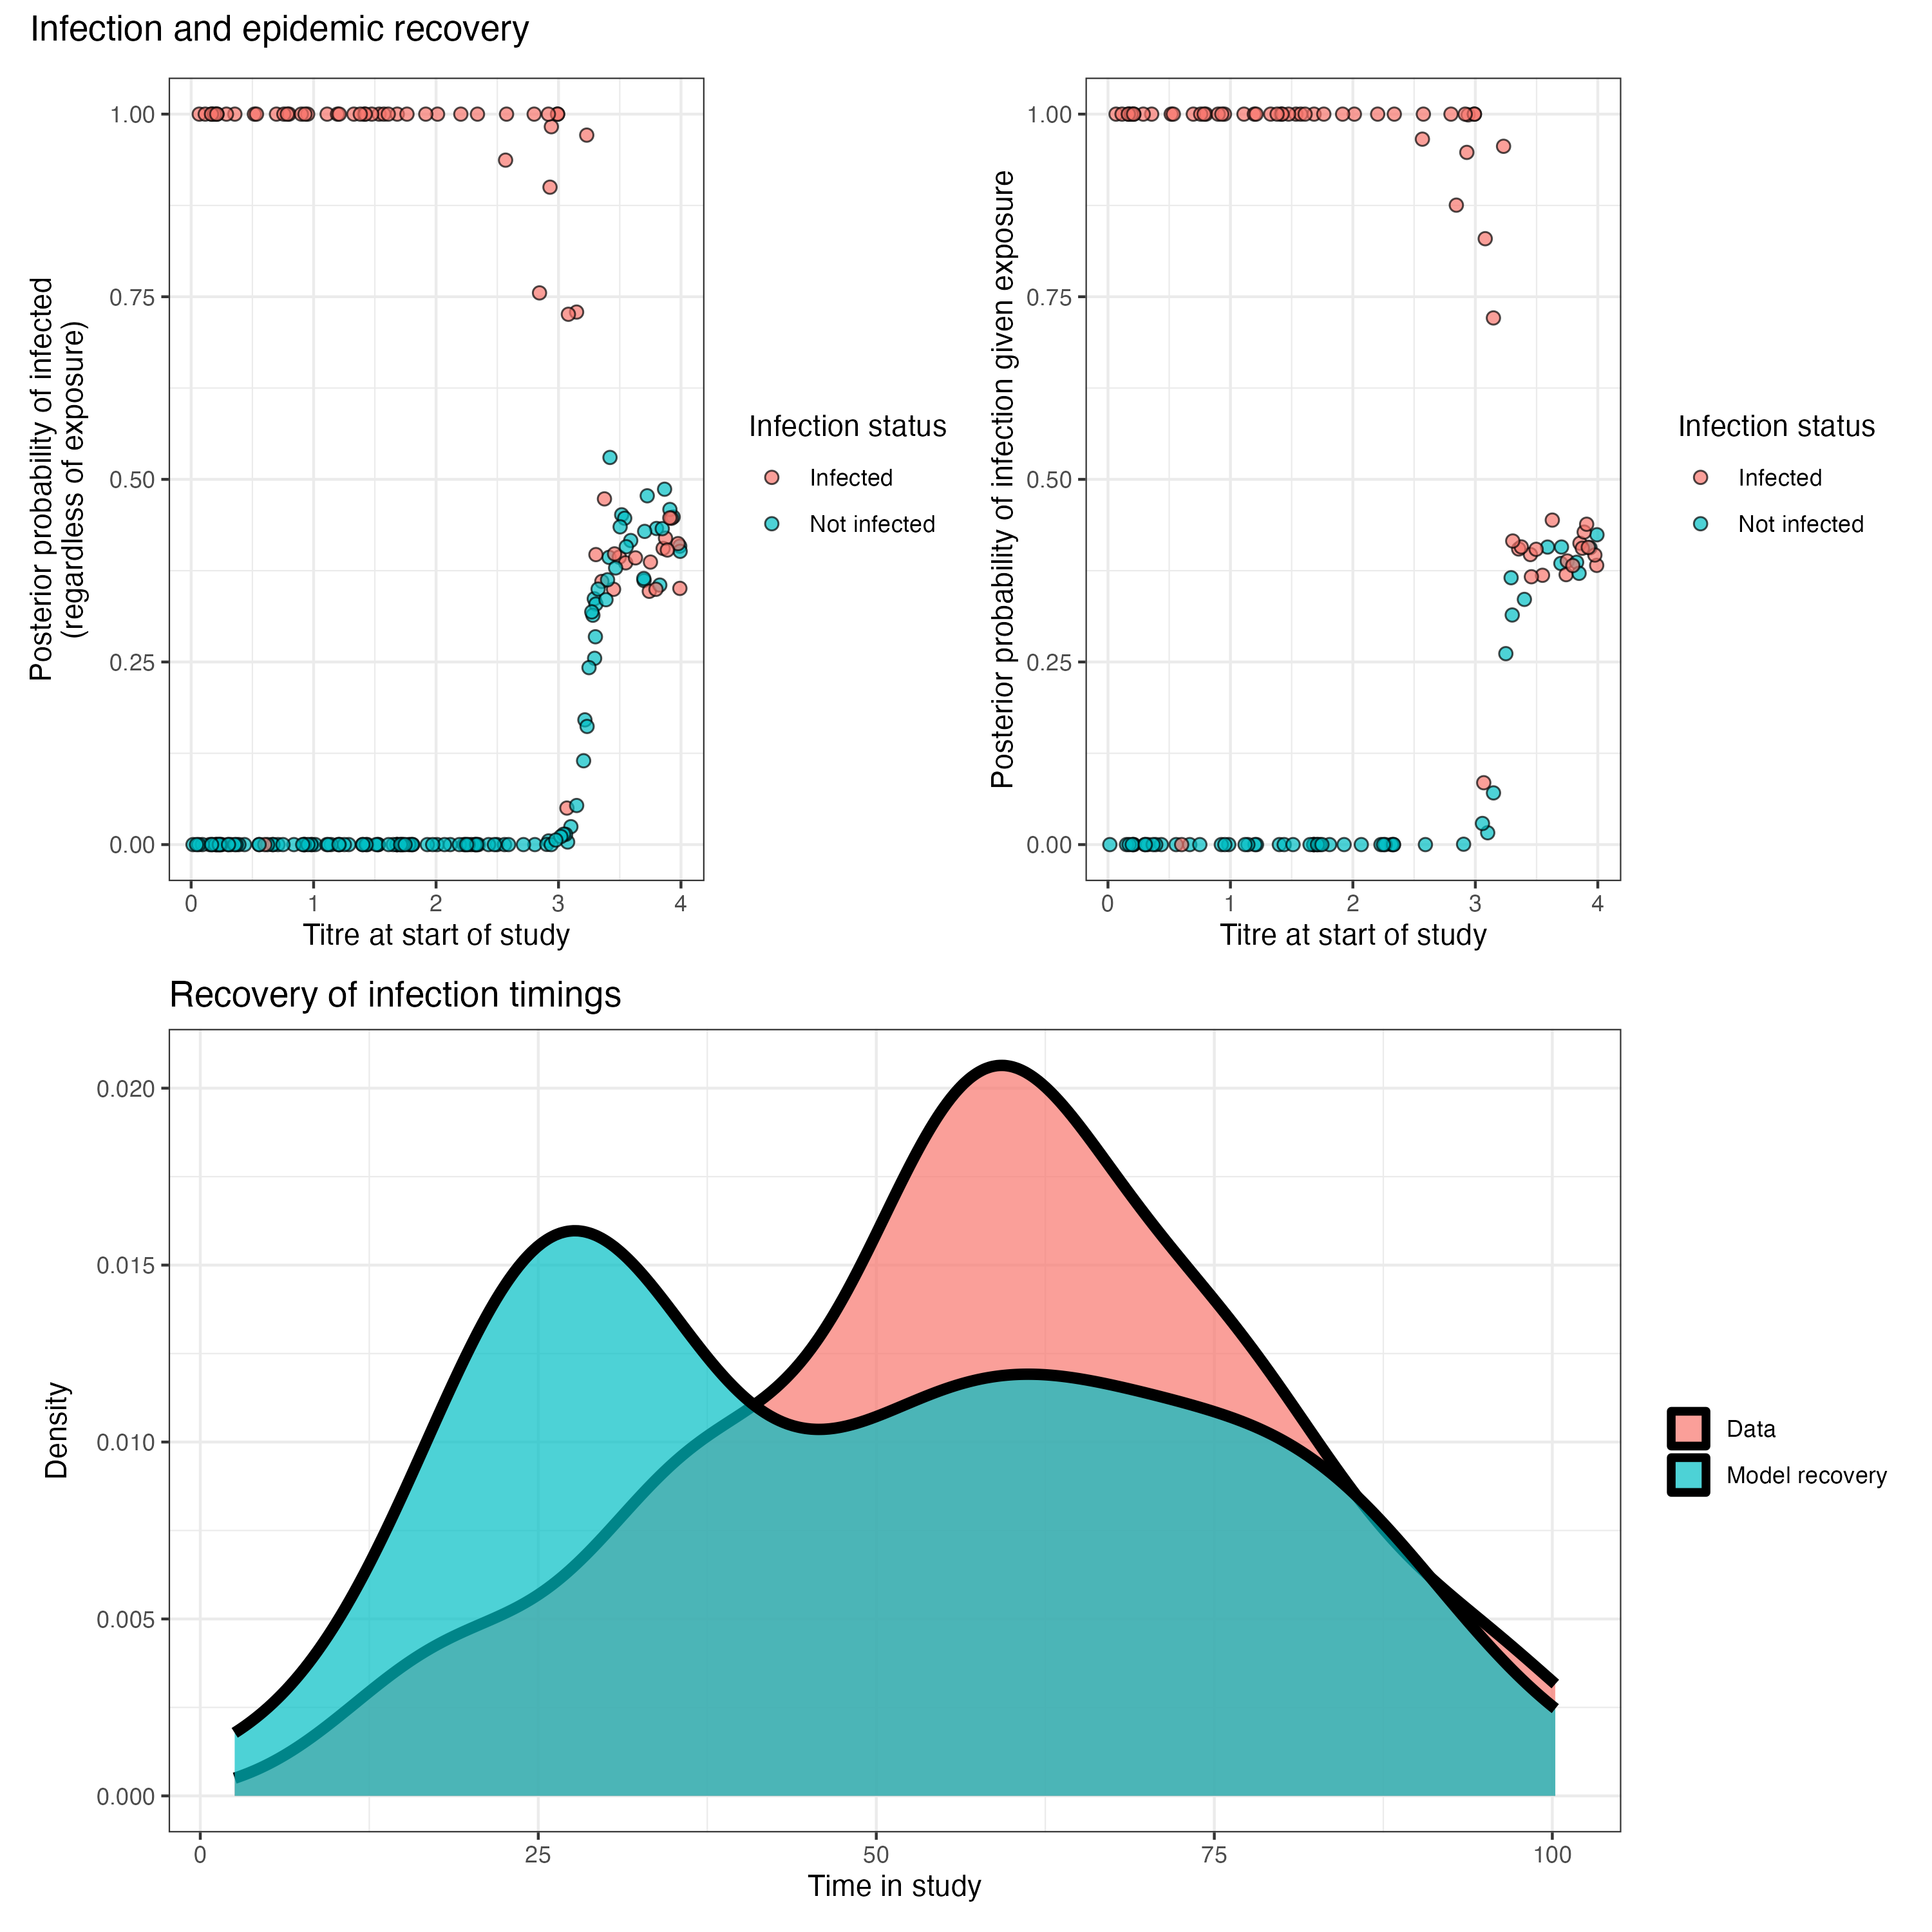 Infection and epidemic recovery
Posterior probability of infected
(regardless of exposure)
1.00
0.75
0.50
0.25
0.00
0 1 2 3 4
Titre at start of study
Infection status
Infected
Not infected
Posterior probability of infection given exposure
1.00
0.75
0.50
0.25
0.00
0 1 2 3 4
Titre at start of study
Infection status
Infected
Not infected
Recovery of infection timings
Density
0.020
0.015
0.010
0.005
0.000
0 25 50 75 100
Time in study
Data
Model recovery